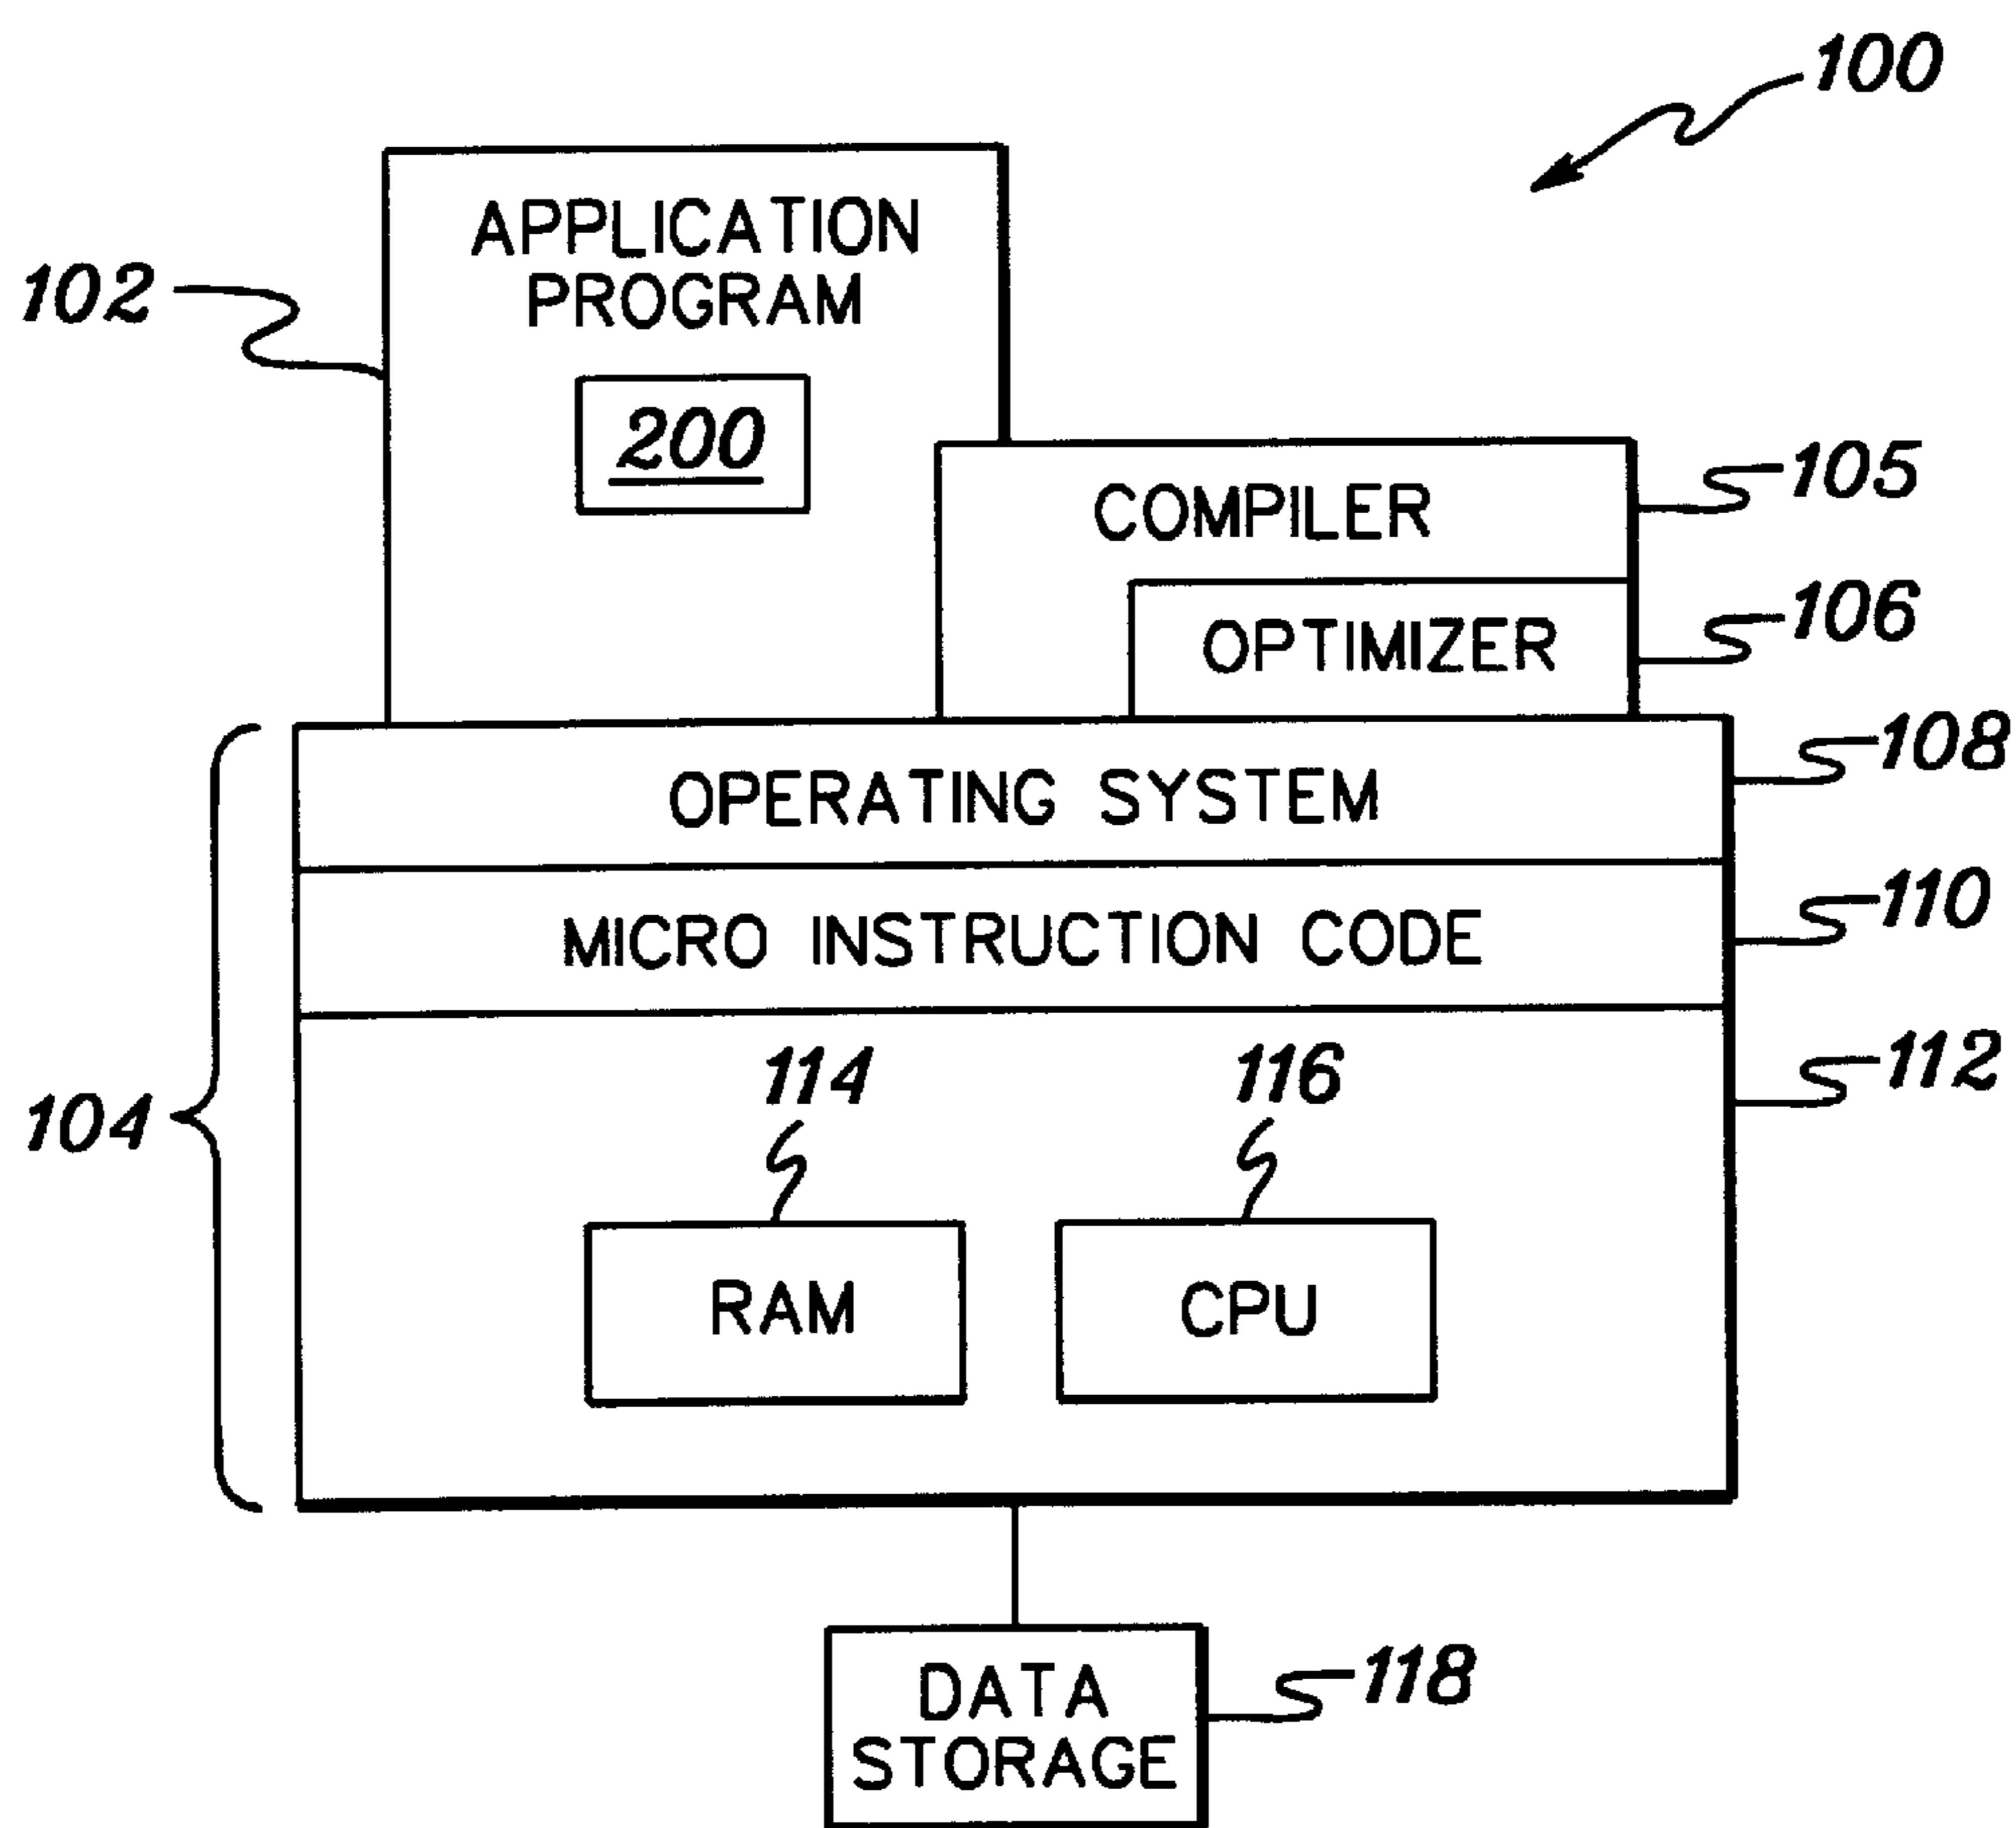 100
APPLICATION
PROGRAM
102
200
COMPILER
105
OPTIMIZER
106
OPERATING SYSTEM
108
MICRO INSTRUCTION CODE
110
112
114
116
104
RAM
CPU
DATA
STORAGE
118